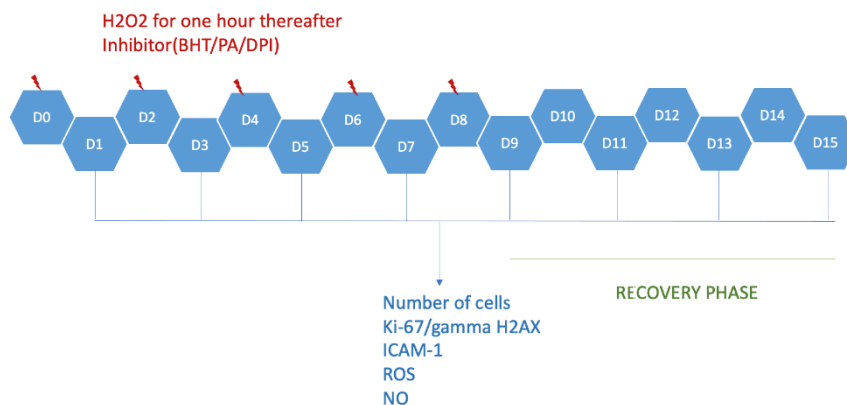 H2O2 for one hour thereafter
Inhibitor(BHT/PA/DPI)
D0
D1
D2
D3
D4
D5
D6
D7
D8
D9
D10
D11
D12
D13
D14
D15
RECOVERY PHASE
Number of cells
Ki-67/gamma H2AX
ICAM-1
ROS
NO